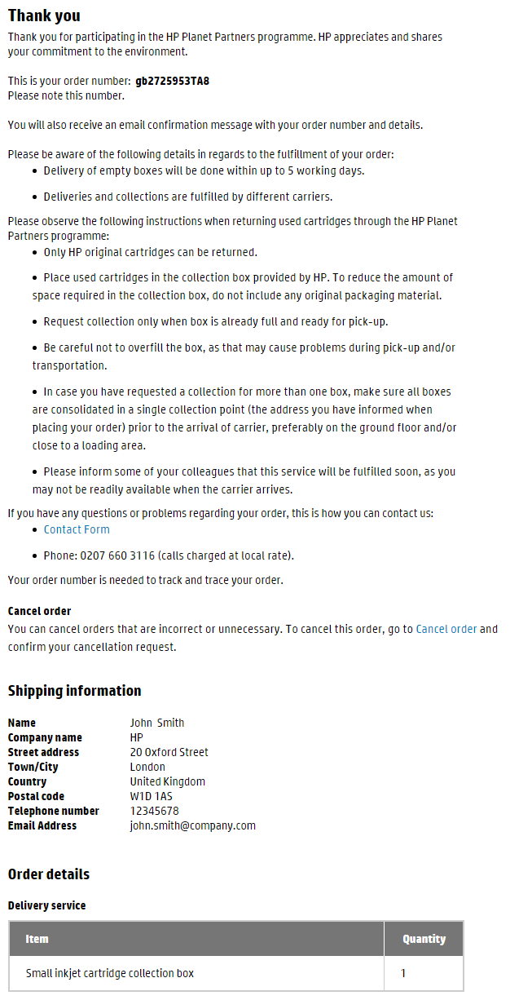 Thank you
Thank you for participating in the HP Planet Partners programme. HP appreciates and shares
your commitment to the environment.
This is your order number: gb2725953TA8
Please note this number.
You will also receive an email confirmation message with your order number and details.
Please be aware of the following details in regards to the fulfillment of your order:
• Delivery of empty boxes will be done within up to 5 working days.
• Deliveries and collections are fulfilled by different carriers.
Please observe the following instructions when returning used cartridges through the HP Planet
Partners programme:
• Only HP original cartridges can be returned.
• Place used cartridges in the collection box provided by HP. To reduce the amount of
space required in the collection box, do not include any original packaging material.
• Request collection only when box is already full and ready for pick-up.
• Be careful not to overfill the box, as that may cause problems during pick-up and/or
transportation.
• In case you have requested a collection for more than one box, make sure all boxes
are consolidated in a single collection point (the address you have informed when
placing your order) prior to the arrival of carrier, preferably on the ground floor and/or
close to a loading area.
• Please inform some of your colleagues that this service will be fulfilled soon, as you
may not be readily available when the carrier arrives.
If you have any questions or problems regarding your order, this is how you can contact us:
• Contact Form
• Phone: 0207 660 3116 (calls charged at local rate).
Your order number is needed to track and trace your order.
Cancel order
You can cancel orders that are incorrect or unnecessary. To cancel this order, go to Cancel order and
confirm your cancellation request.
Shipping information
Name John Smith
Company name HP
Street address 20 Oxford Street
Town/City London
Country United Kingdom
Postal code W1D 1AS
Telephone number 12345678
Email Address john.smith@company.com
Order details
Delivery service
Item Quantity
Small inkjet cartridge collection box 1